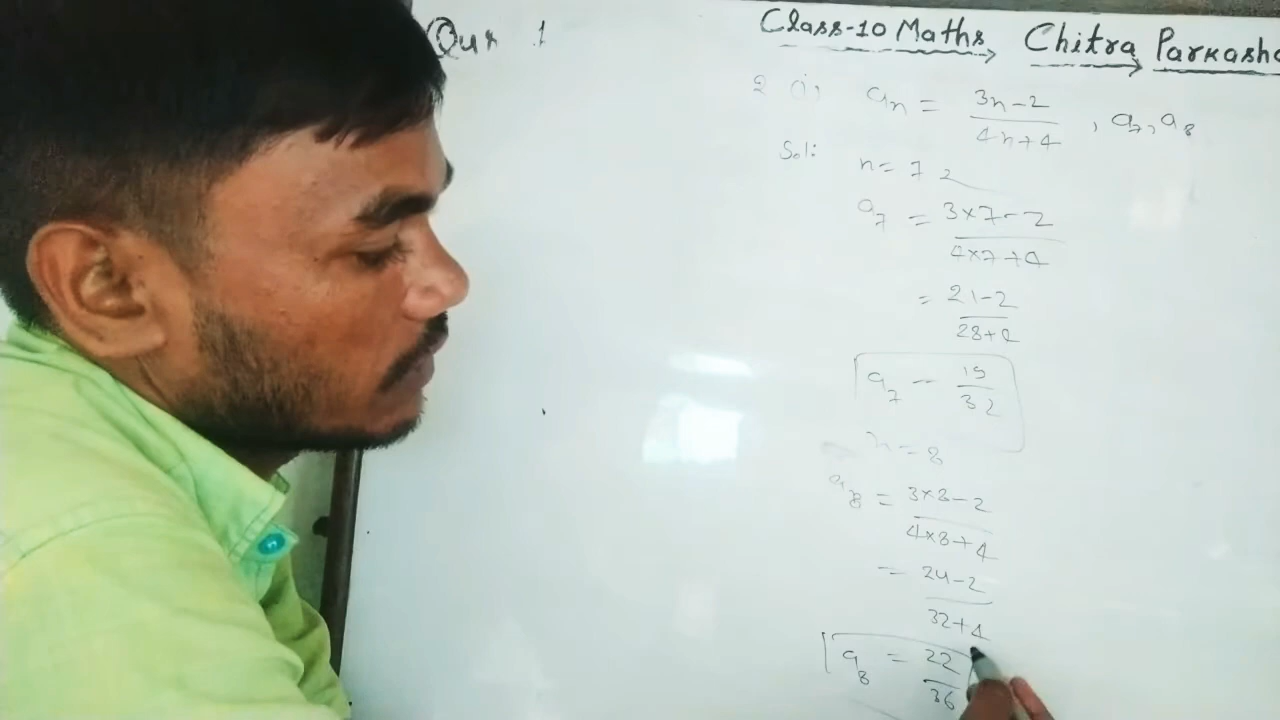 Qus 1
Class-10 Maths Chitra Parkasha
2 (i) aₙ = 3n-2 / 4n+4 , a₇, a₈
Sol:
n = 7
a₇ = 3×7-2 / 4×7+4
= 21-2 / 28+4
a₇ = 19 / 32
n = 8
a₈ = 3×8-2 / 4×8+4
= 24-2 / 32+4
a₈ = 22 / 36